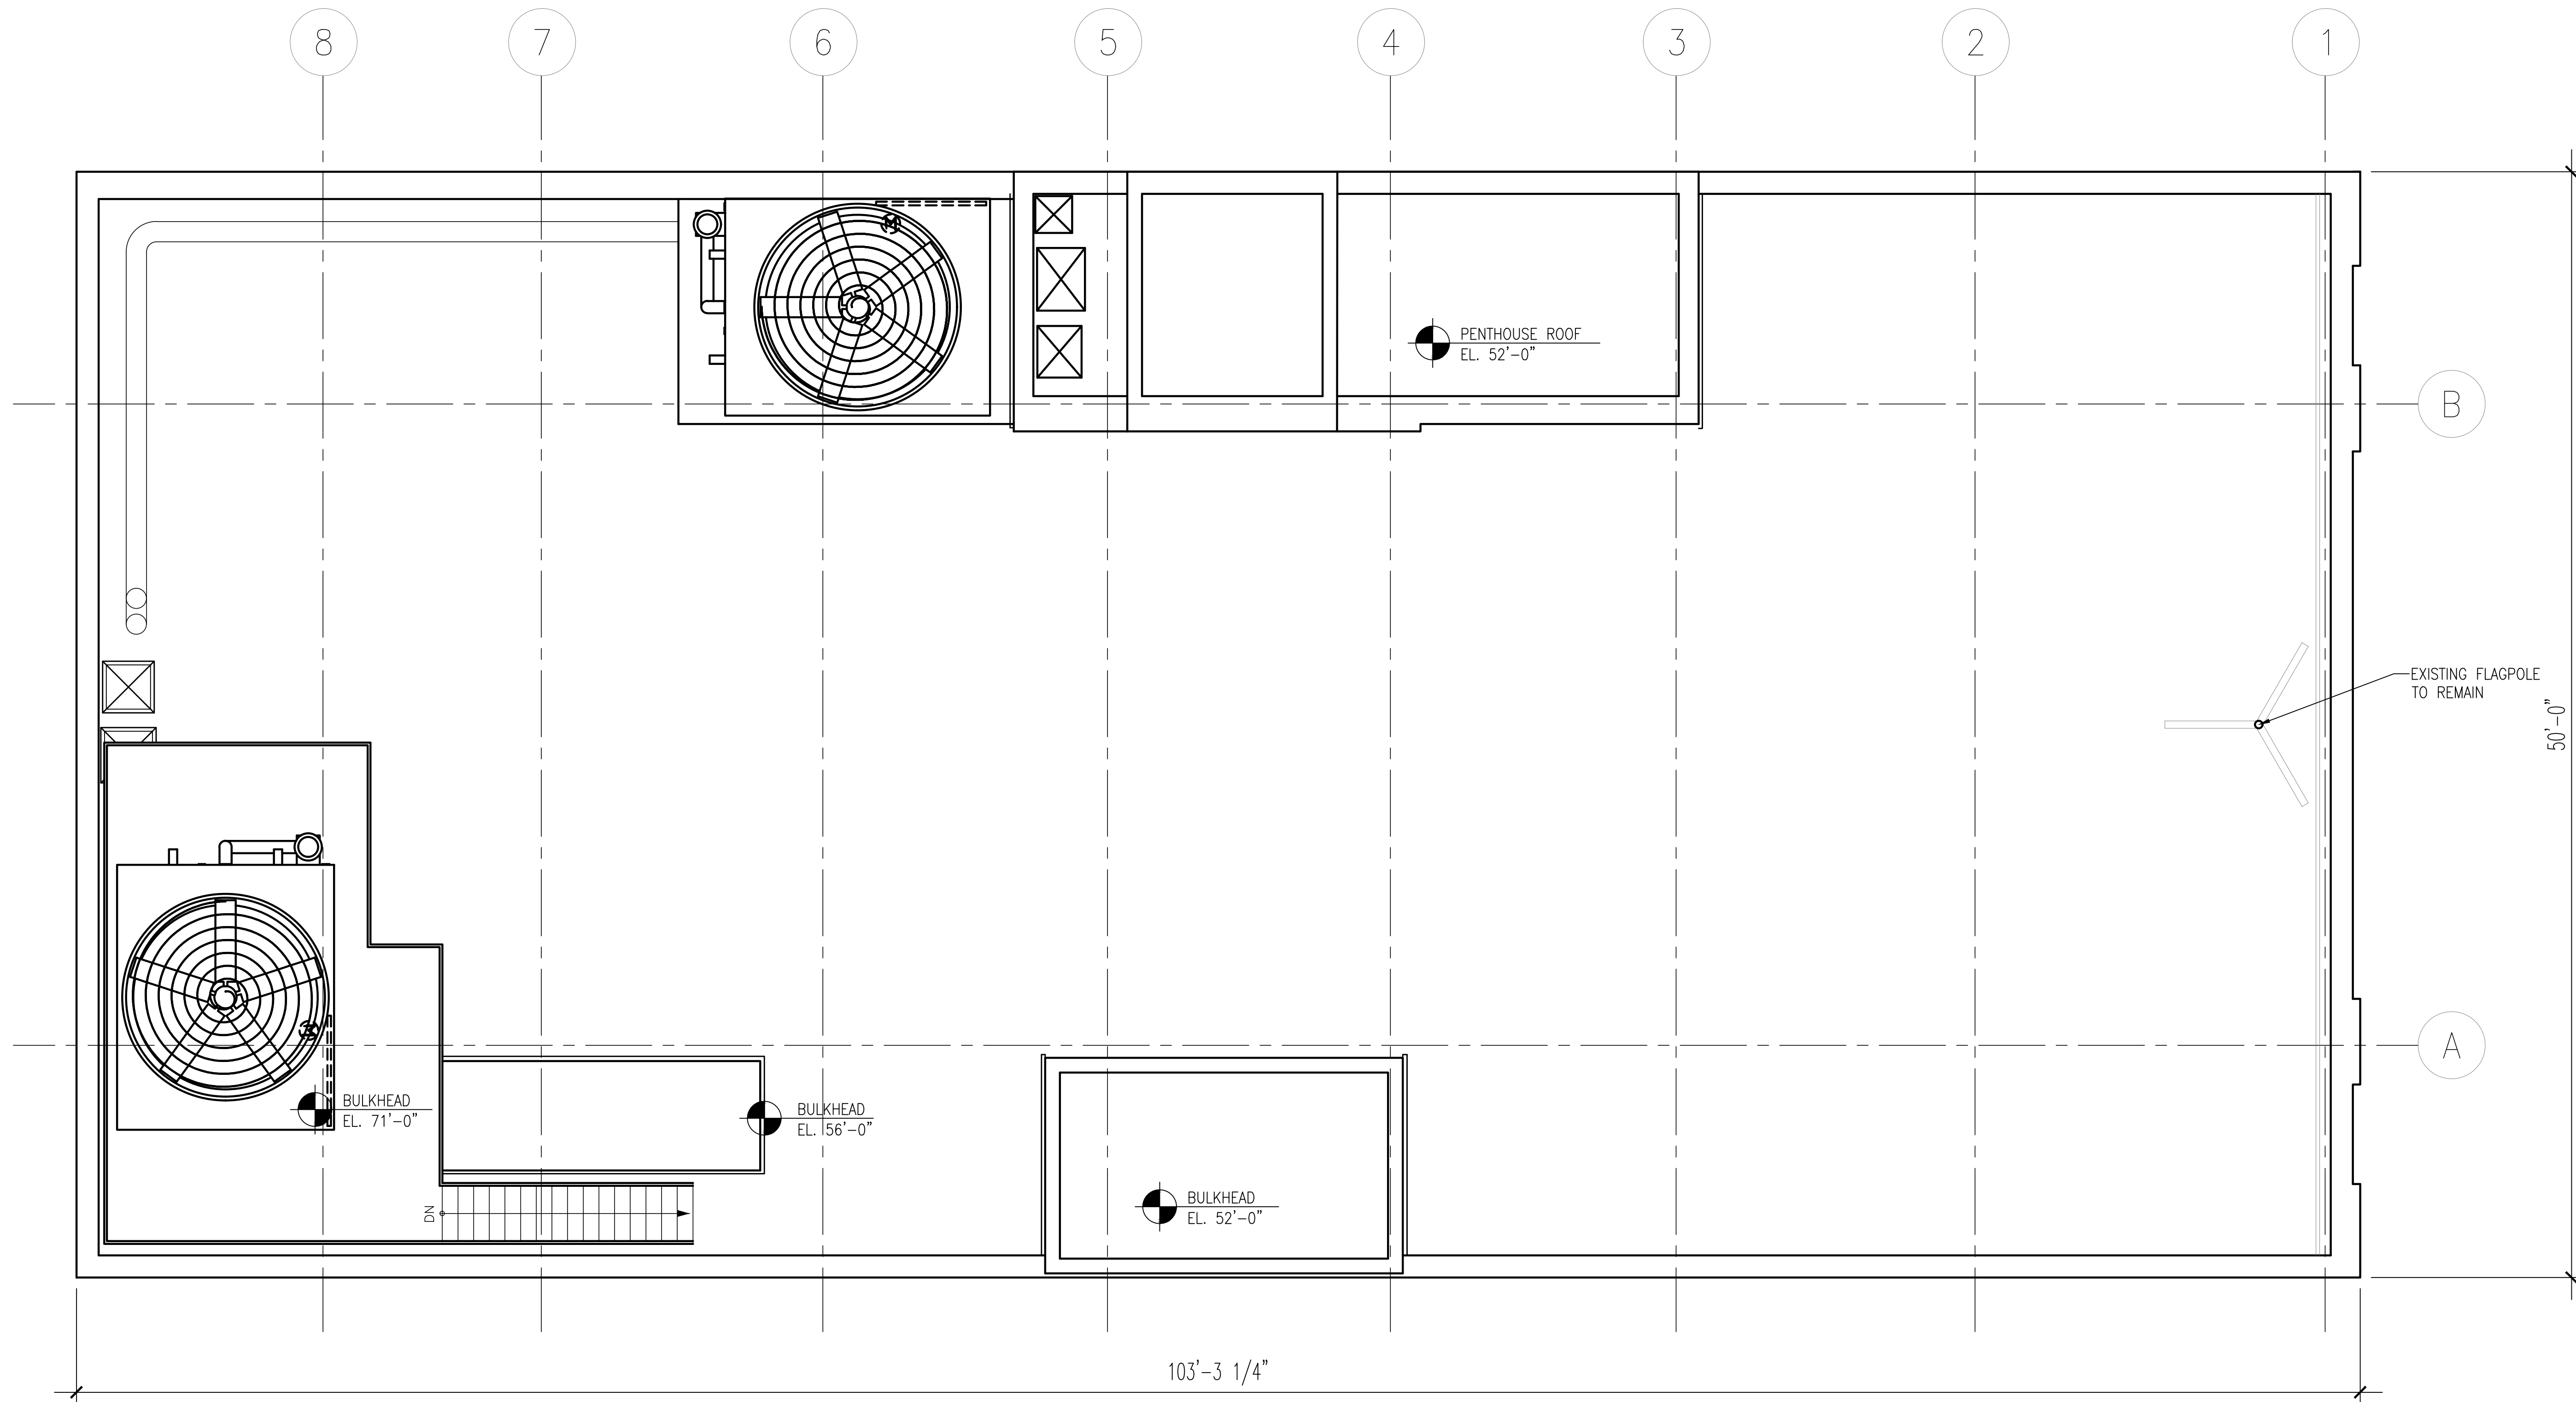 8 7 6 5 4 3 2 1
PENTHOUSE ROOF
EL. 52'-0"
B
EXISTING FLAGPOLE
TO REMAIN
50'-0"
A
BULKHEAD
EL. 71'-0"
BULKHEAD
EL. 56'-0"
BULKHEAD
EL. 52'-0"
DN
M
M
103'-3 1/4"